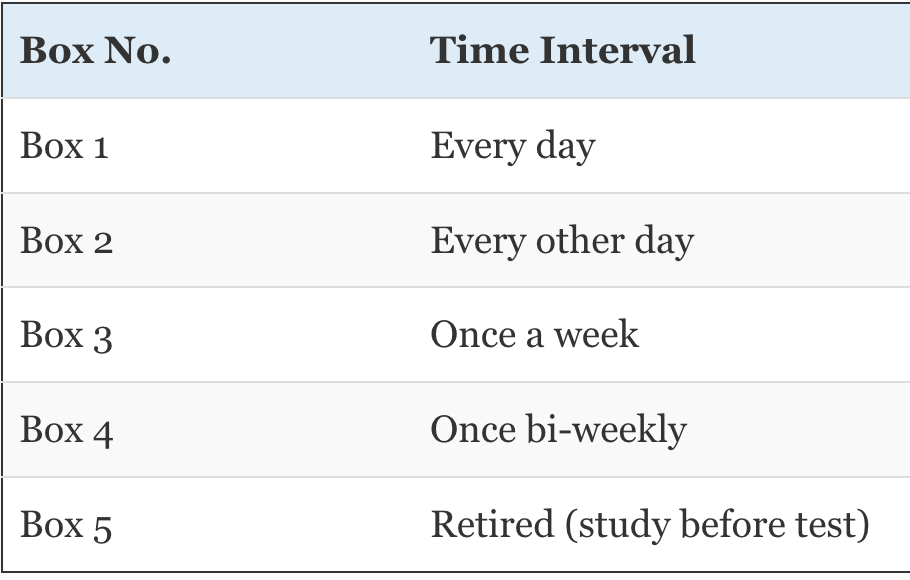 Box No. Time Interval
Box 1 Every day
Box 2 Every other day
Box 3 Once a week
Box 4 Once bi-weekly
Box 5 Retired (study before test)